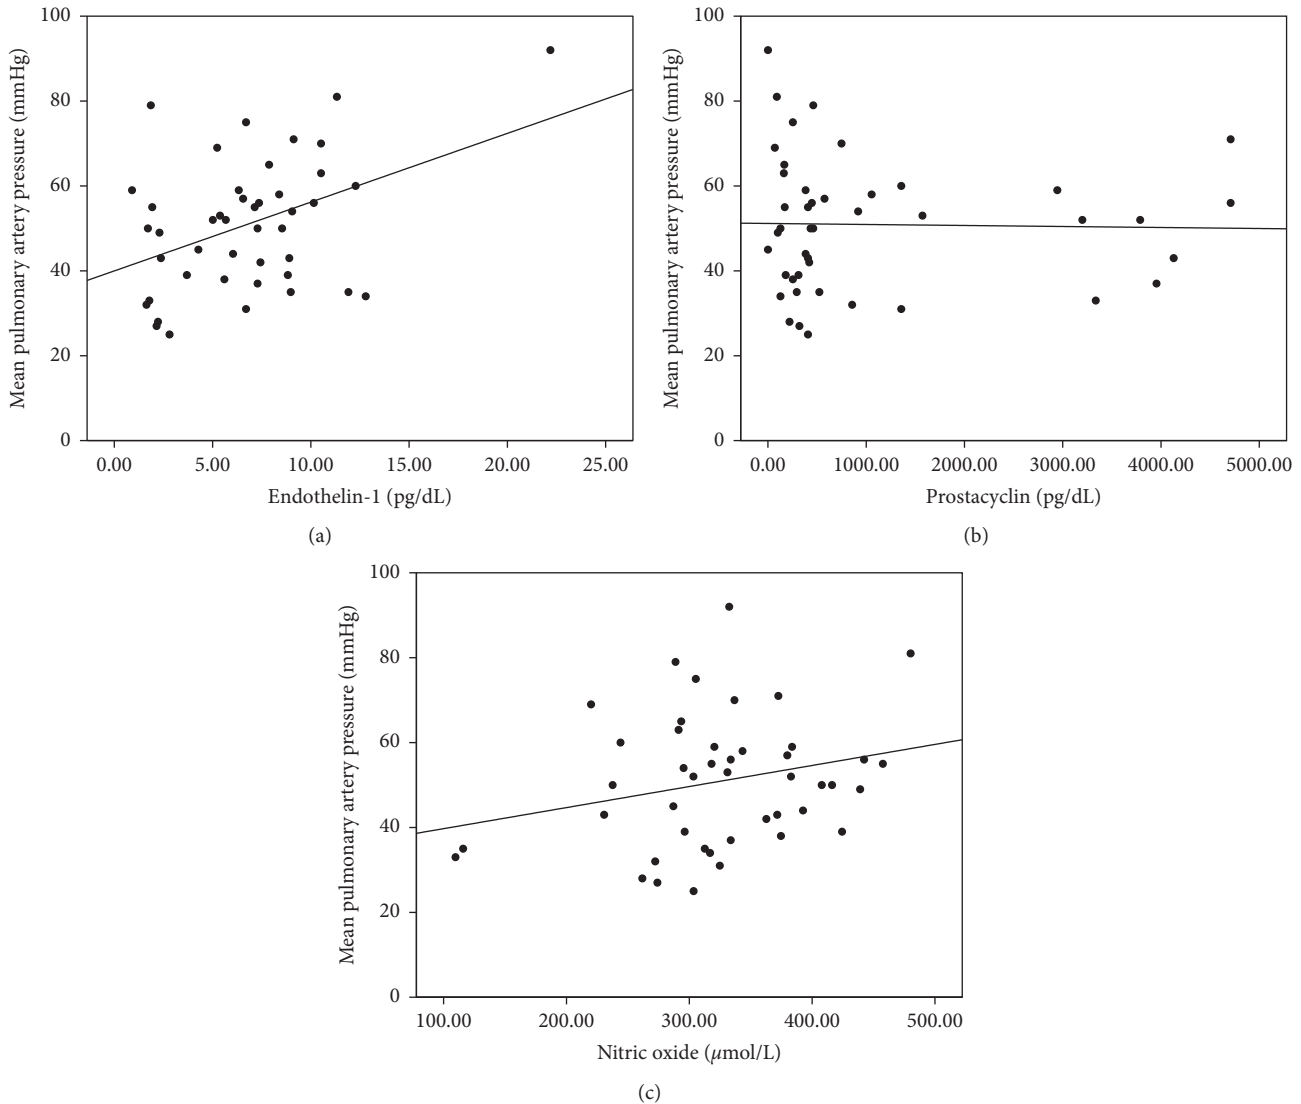 Mean pulmonary artery pressure (mmHg)
100
80
60
40
20
0
0.00 5.00 10.00 15.00 20.00 25.00
Endothelin-1 (pg/dL)
(a)
Mean pulmonary artery pressure (mmHg)
100
80
60
40
20
0
0.00 1000.00 2000.00 3000.00 4000.00 5000.00
Prostacyclin (pg/dL)
(b)
Mean pulmonary artery pressure (mmHg)
100
80
60
40
20
0
100.00 200.00 300.00 400.00 500.00
Nitric oxide (μmol/L)
(c)